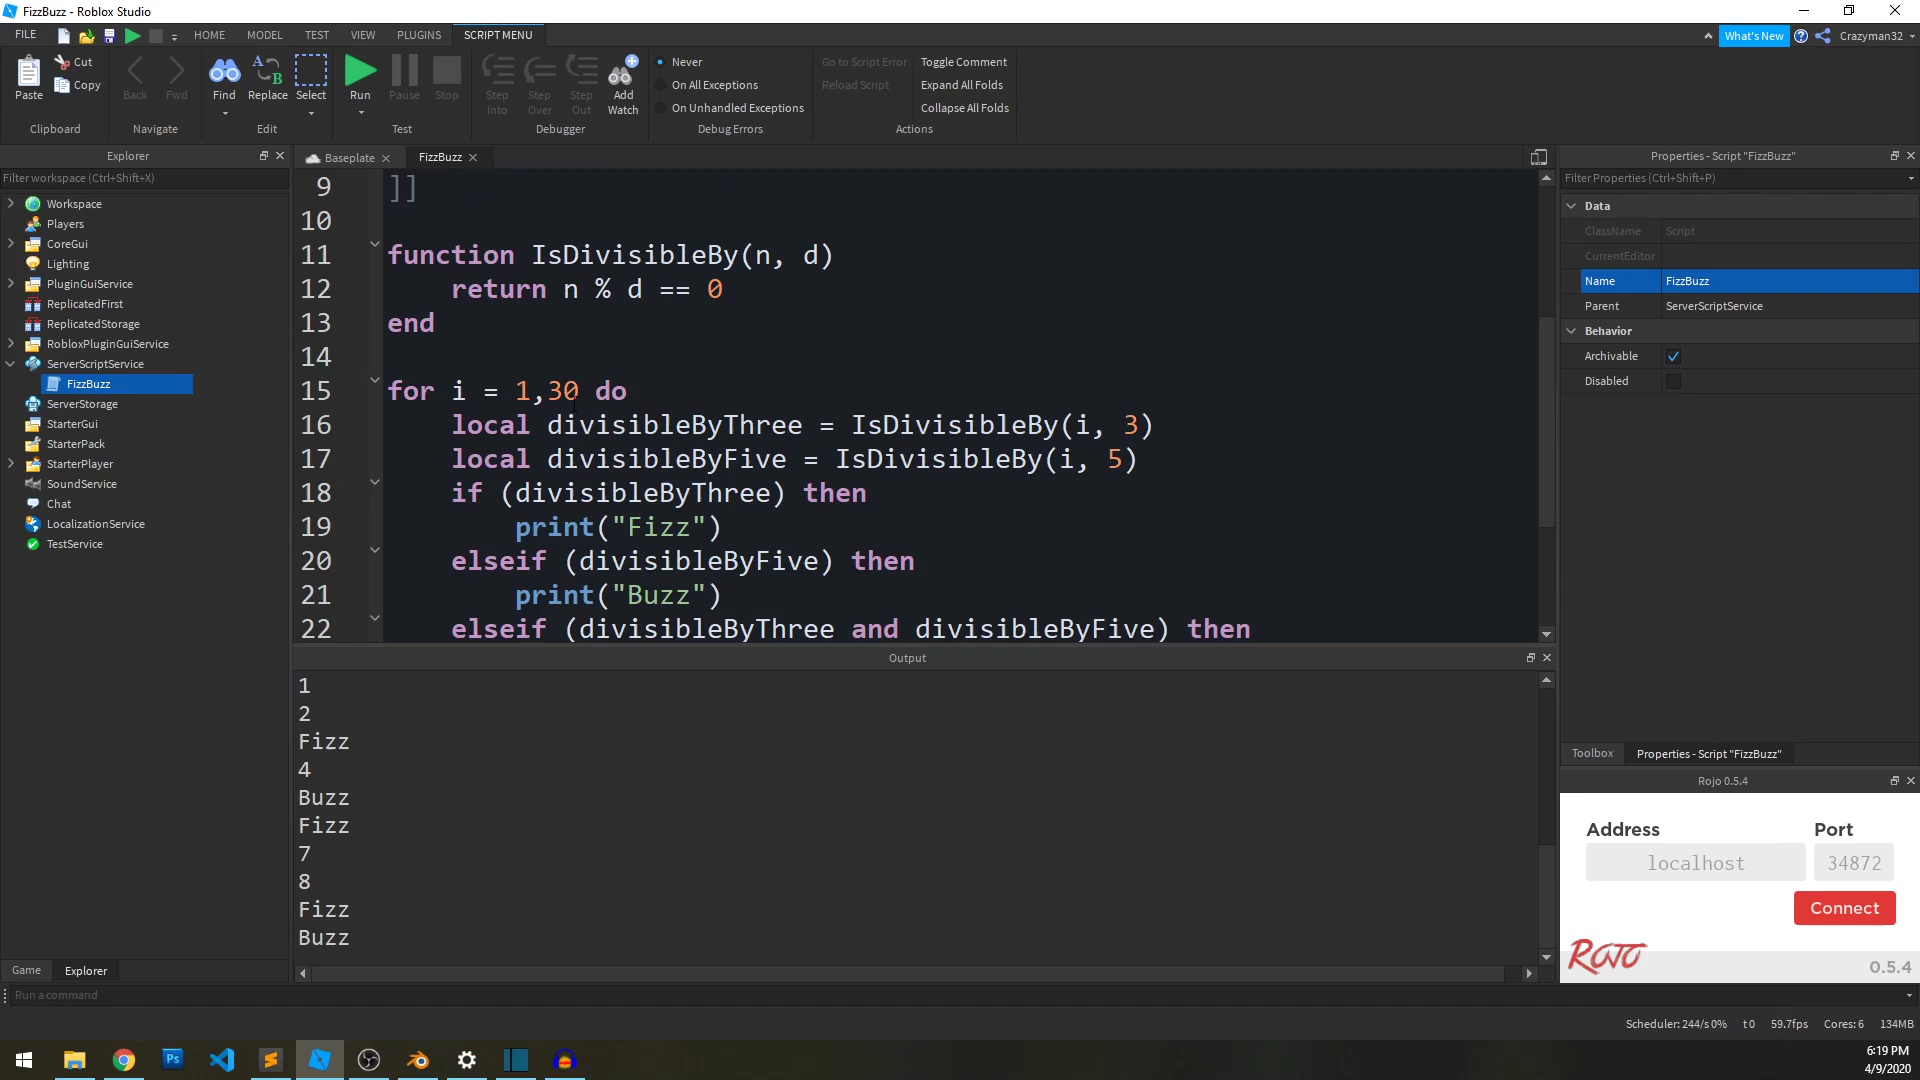 FizzBuzz - Roblox Studio
FILE
HOME
MODEL
TEST
VIEW
PLUGINS
SCRIPT MENU
What's New
Crazyman32
Paste
Cut
Copy
Clipboard
Back
Fwd
Navigate
Find
Replace
Select
Edit
Run
Pause
Stop
Test
Step Into
Step Over
Step Out
Add Watch
Debugger
Never
On All Exceptions
On Unhandled Exceptions
Debug Errors
Go to Script Error
Reload Script
Toggle Comment
Expand All Folds
Collapse All Folds
Actions
Explorer
Filter workspace (Ctrl+Shift+X)
Workspace
Players
CoreGui
Lighting
PluginGuiService
ReplicatedFirst
ReplicatedStorage
RobloxPluginGuiService
ServerScriptService
FizzBuzz
ServerStorage
StarterGui
StarterPack
StarterPlayer
SoundService
Chat
LocalizationService
TestService
Game
Explorer
Baseplate
FizzBuzz
9 ]]
10
11 function IsDivisibleBy(n, d)
12 return n % d == 0
13 end
14
15 for i = 1,30 do
16 local divisibleByThree = IsDivisibleBy(i, 3)
17 local divisibleByFive = IsDivisibleBy(i, 5)
18 if (divisibleByThree) then
19 print("Fizz")
20 elseif (divisibleByFive) then
21 print("Buzz")
22 elseif (divisibleByThree and divisibleByFive) then
Output
1
2
Fizz
4
Buzz
Fizz
7
8
Fizz
Buzz
Properties - Script "FizzBuzz"
Filter Properties (Ctrl+Shift+P)
Data
ClassName Script
CurrentEditor
Name FizzBuzz
Parent ServerScriptService
Behavior
Archivable
Disabled
Toolbox
Properties - Script "FizzBuzz"
Rojo 0.5.4
Address Port
localhost 34872
Connect
ROJO
0.5.4
Run a command
Scheduler: 244/s 0% t 0 59.7fps Cores: 6 134MB
Ps
6:19 PM
4/9/2020